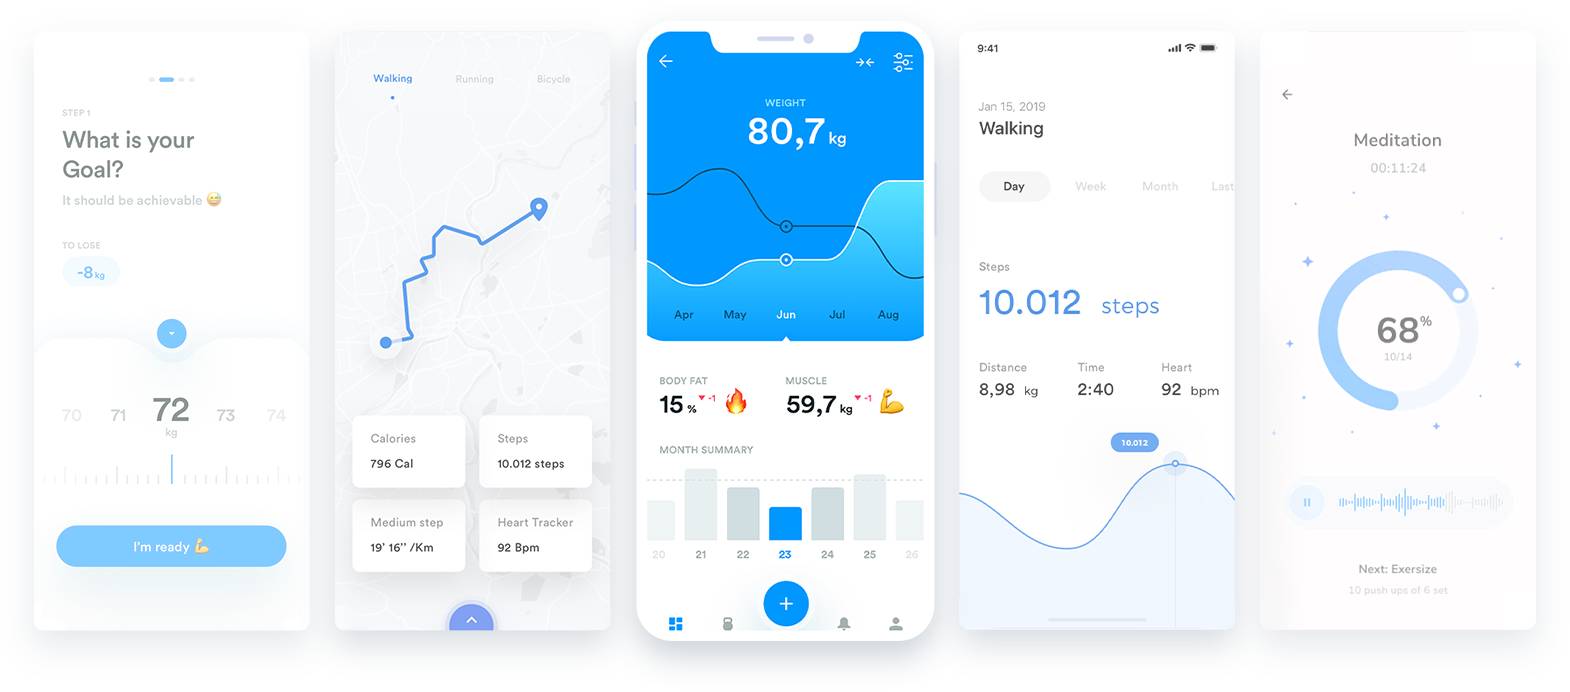 STEP 1
What is your
Goal?
It should be achievable 😅
TO LOSE
-8 kg
70 71 72 73 74
kg
I'm ready 💪
Walking Running Bicycle
Calories
796 Cal
Steps
10.012 steps
Medium step
19' 16'' /Km
Heart Tracker
92 Bpm
WEIGHT
80,7 kg
Apr May Jun Jul Aug
BODY FAT
15 % -1 🔥
MUSCLE
59,7 kg -1 💪
MONTH SUMMARY
20 21 22 23 24 25 26
9:41
Jan 15, 2019
Walking
Day Week Month Last
Steps
10.012 steps
Distance
8,98 kg
Time
2:40
Heart
92 bpm
10.012
Meditation
00:11:24
68%
10/14
Next: Exersize
10 push ups of 6 set